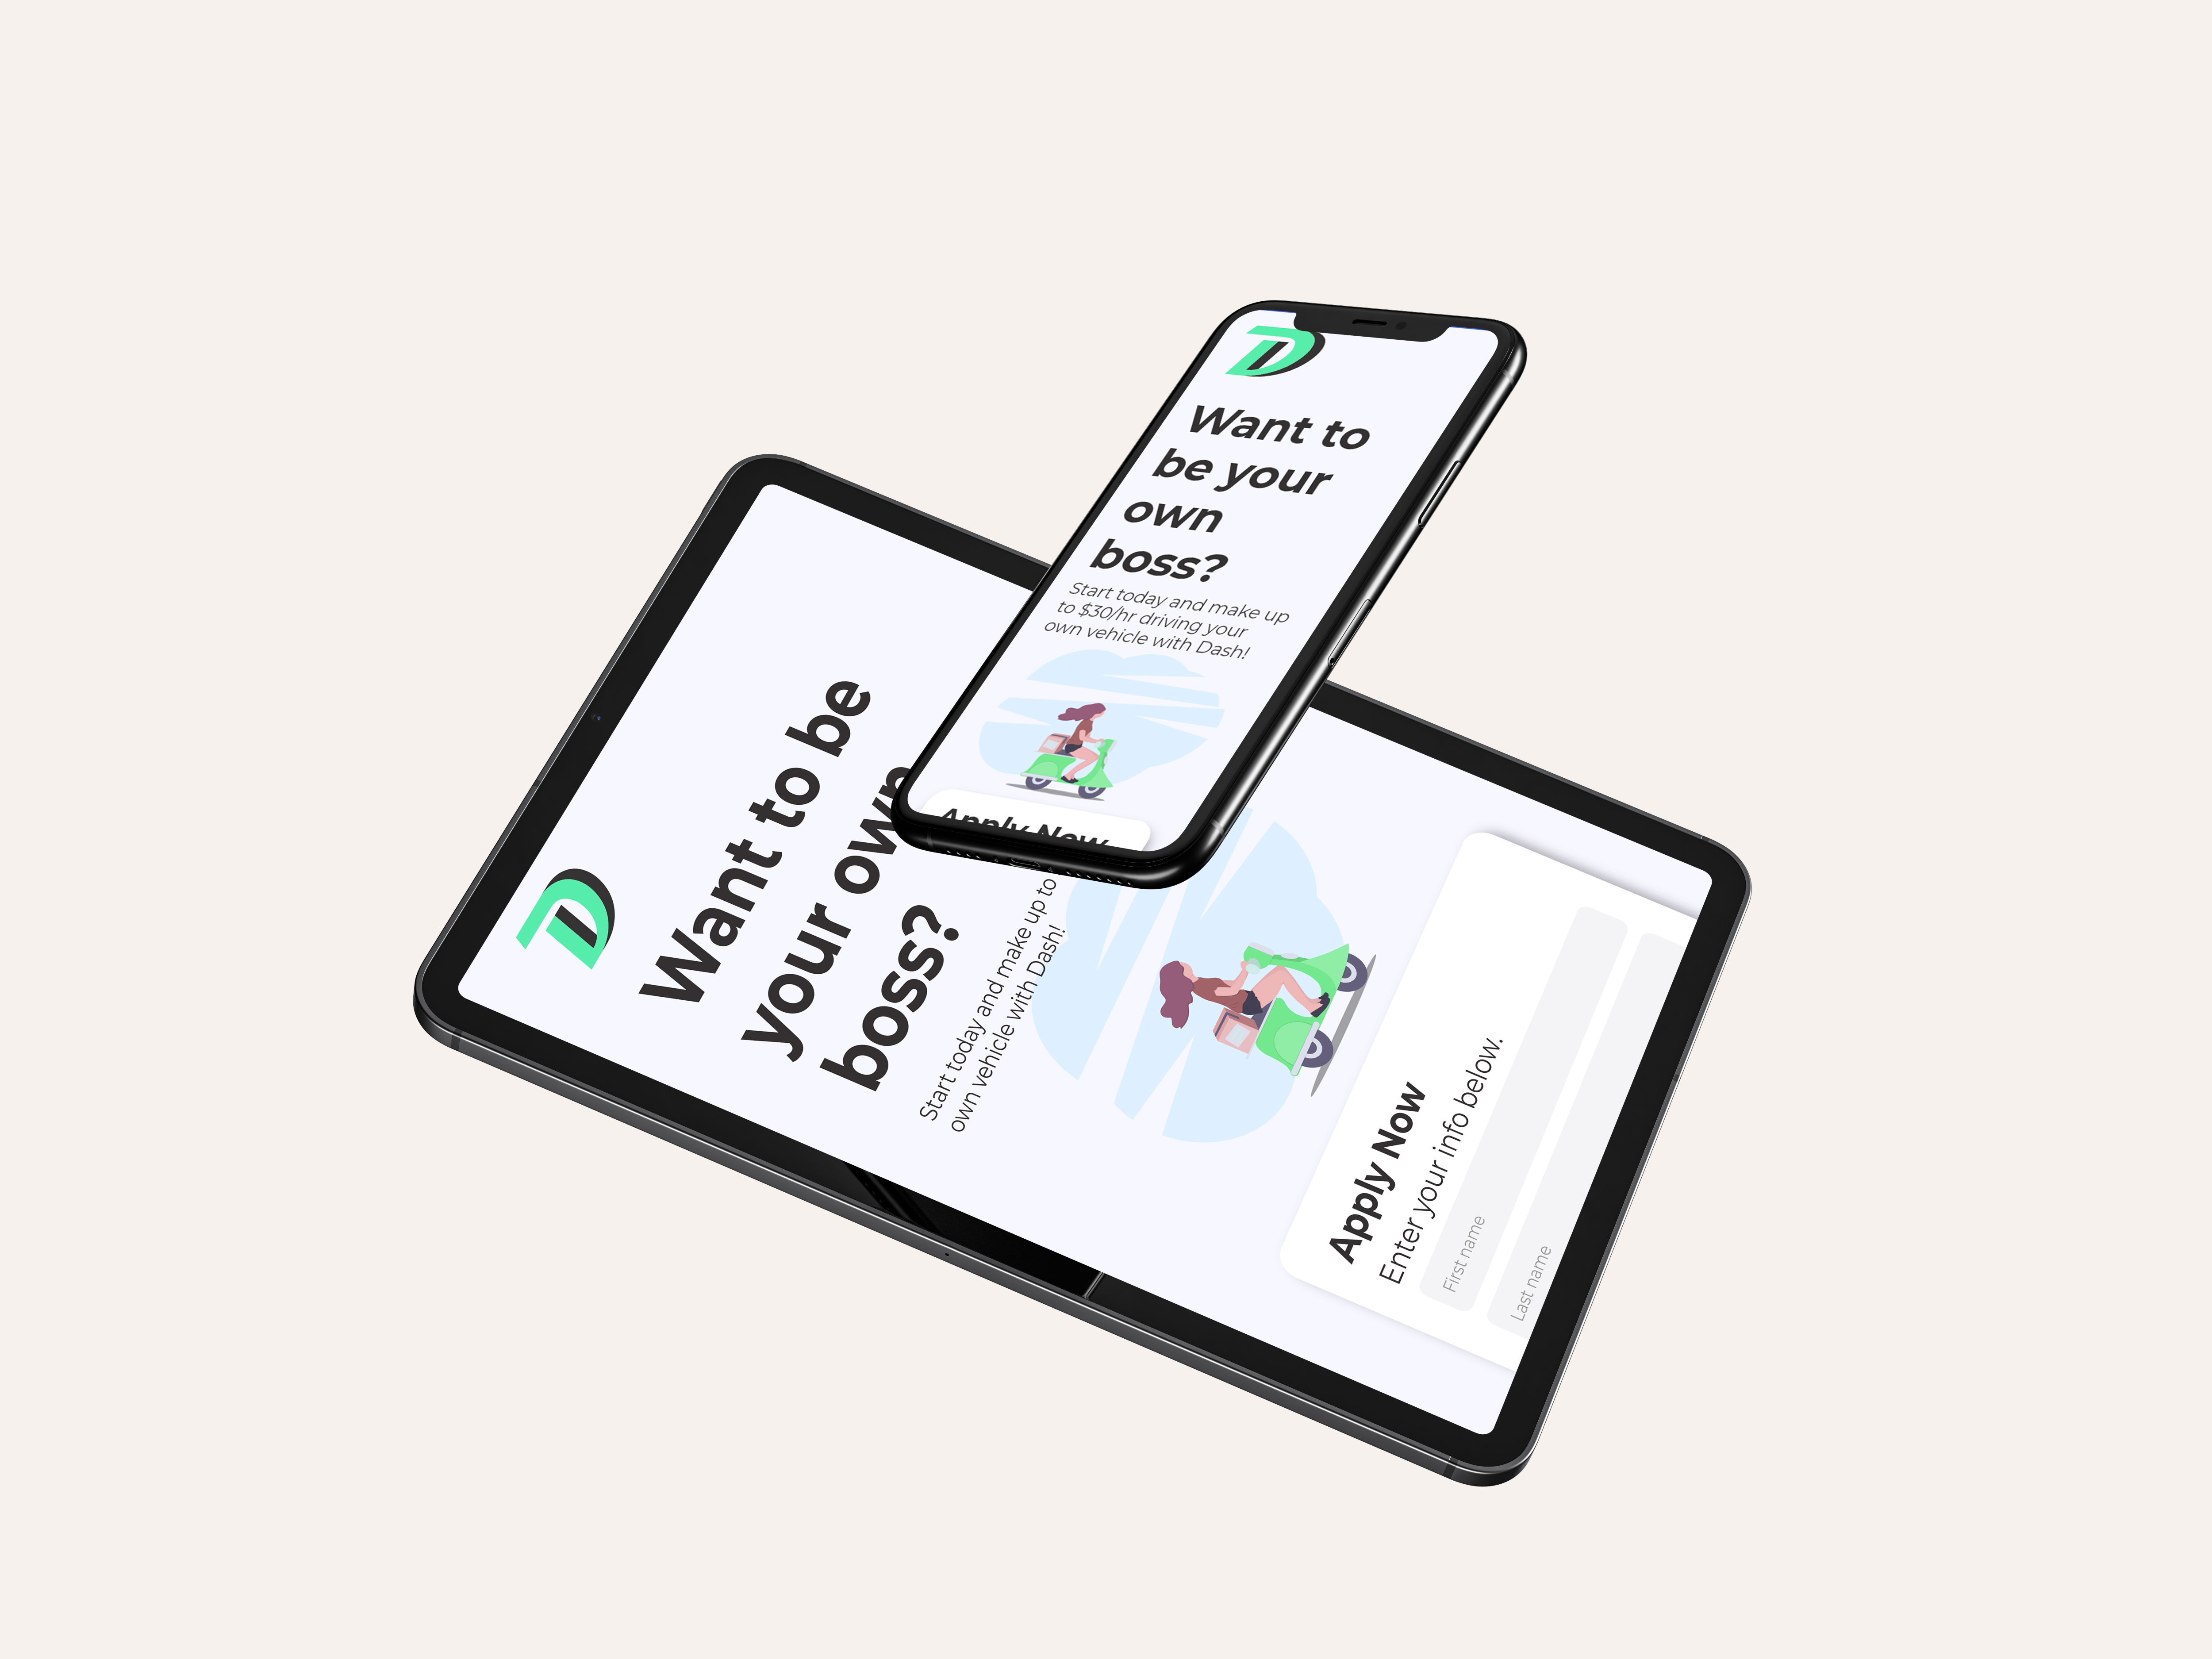 Want to
be your
own
boss?
Start today and make up
to $30/hr driving your
own vehicle with Dash!
Apply Now
Want to be
your own
boss?
Start today and make up to
own vehicle with Dash!
Apply Now
Enter your info below.
First name
Last name